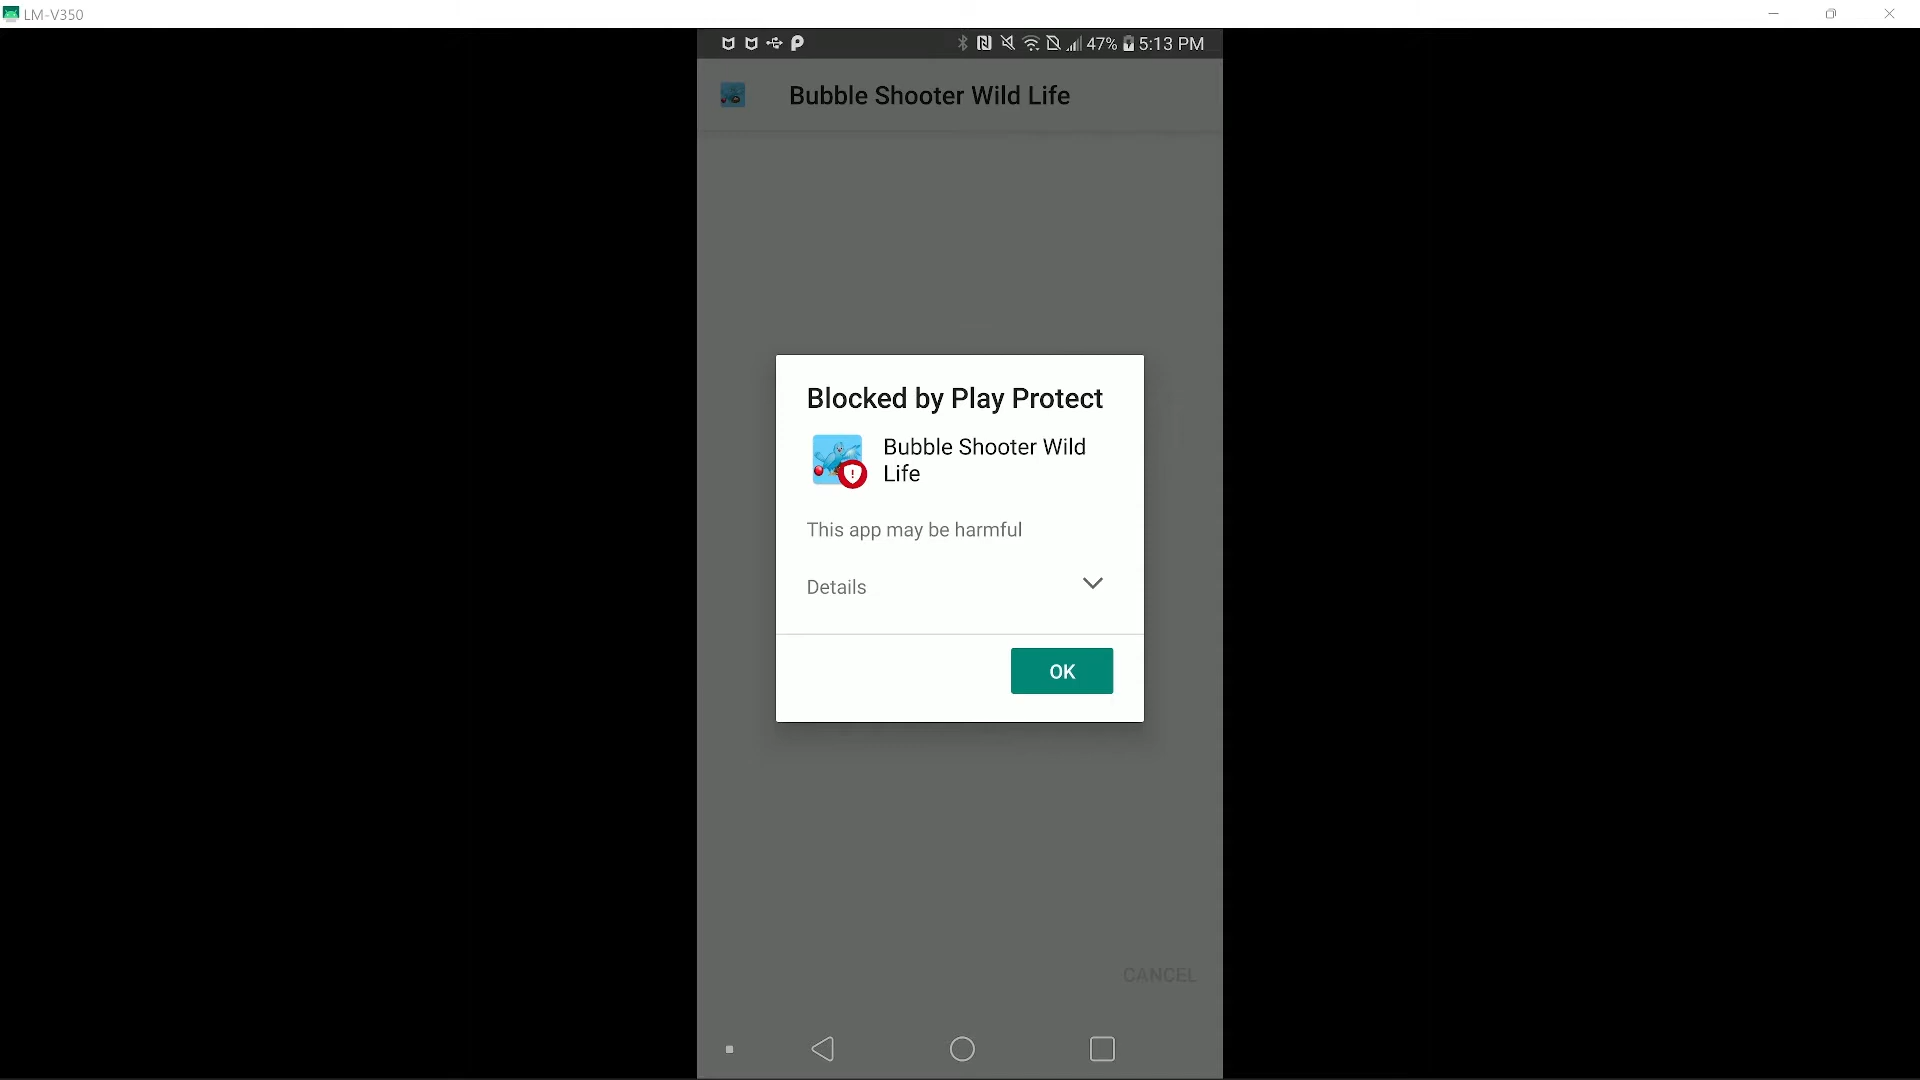 LM-V350
47% 5:13 PM
Bubble Shooter Wild Life
Blocked by Play Protect
Bubble Shooter Wild
Life
This app may be harmful
Details
OK
CANCEL